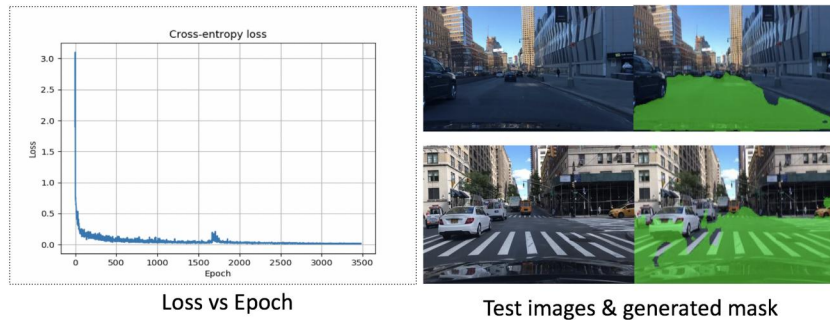 Cross-entropy loss
Loss
3.0
2.5
2.0
1.5
1.0
0.5
0.0
0 500 1000 1500 2000 2500 3000 3500
Epoch
Loss vs Epoch
Test images & generated mask